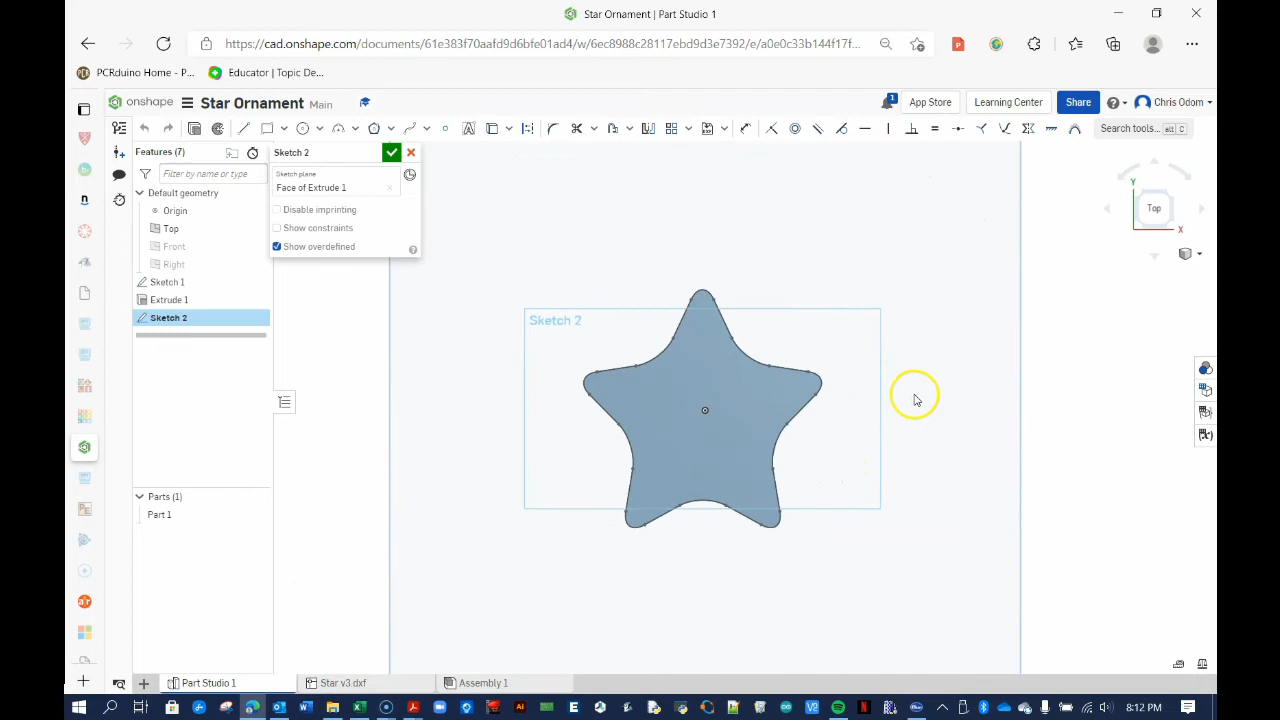 Star Ornament | Part Studio 1
https://cad.onshape.com/documents/61e383f70aafd9d6bfe01ad4/w/6ec8988c28117ebd9d3e7392/e/a0e0c33b144f17f...
PCRduino Home - P...
Educator | Topic De...
onshape
Star Ornament
Main
1
App Store
Learning Center
Share
Chris Odom
Search tools...
alt
C
Features (7)
Filter by name or type
Default geometry
Origin
Top
Front
Right
Sketch 1
Extrude 1
Sketch 2
Sketch 2
Sketch plane
Face of Extrude 1
Disable imprinting
Show constraints
Show overdefined
Sketch 2
Y
Top
X
Parts (1)
Part 1
Part Studio 1
Star v3 dxf
Assembly 1
8:12 PM